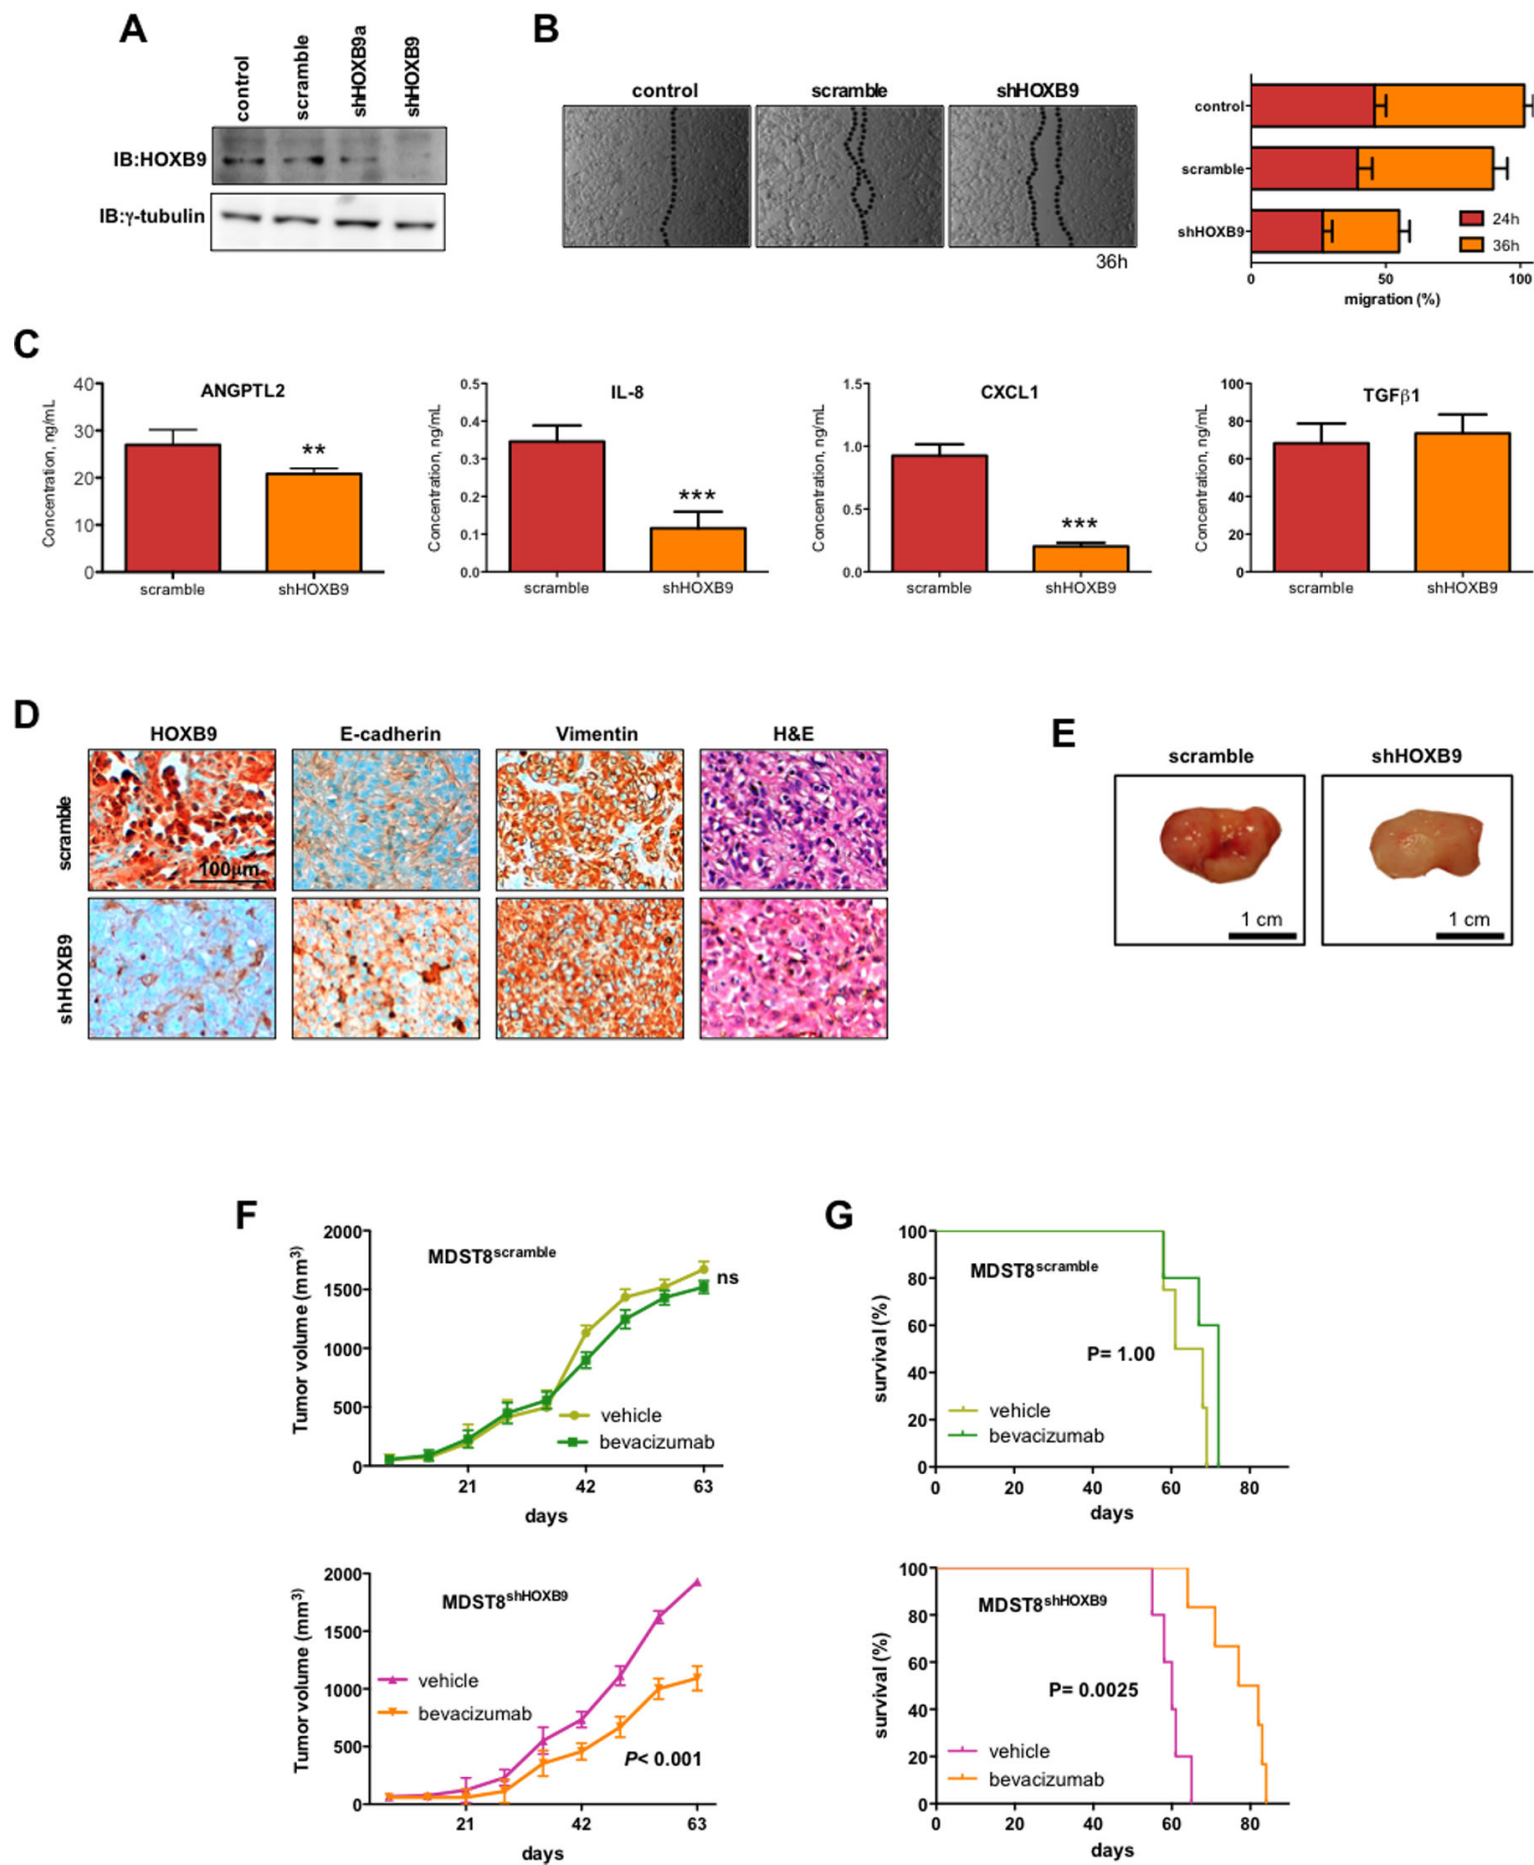 A
control
scramble
shHOXB9a
shHOXB9
IB:HOXB9
IB:γ-tubulin
B
control
scramble
shHOXB9
36h
control
scramble
shHOXB9
24h
36h
0
50
100
migration (%)
C
ANGPTL2
Concentration, ng/mL
40
30
20
10
0
**
scramble
shHOXB9
IL-8
Concentration, ng/mL
0.5
0.4
0.3
0.2
0.1
0.0
***
scramble
shHOXB9
CXCL1
Concentration, ng/mL
1.5
1.0
0.5
0.0
***
scramble
shHOXB9
TGFβ1
Concentration, ng/mL
100
80
60
40
20
0
scramble
shHOXB9
D
HOXB9
E-cadherin
Vimentin
H&E
scramble
100μm
shHOXB9
E
scramble
shHOXB9
1 cm
1 cm
F
MDST8scramble
Tumor volume (mm3)
2000
1500
1000
500
0
ns
vehicle
bevacizumab
21
42
63
days
MDST8shHOXB9
Tumor volume (mm3)
2000
1500
1000
500
0
vehicle
bevacizumab
P< 0.001
21
42
63
days
G
MDST8scramble
survival (%)
100
80
60
40
20
0
P= 1.00
vehicle
bevacizumab
0
20
40
60
80
days
MDST8shHOXB9
survival (%)
100
80
60
40
20
0
P= 0.0025
vehicle
bevacizumab
0
20
40
60
80
days